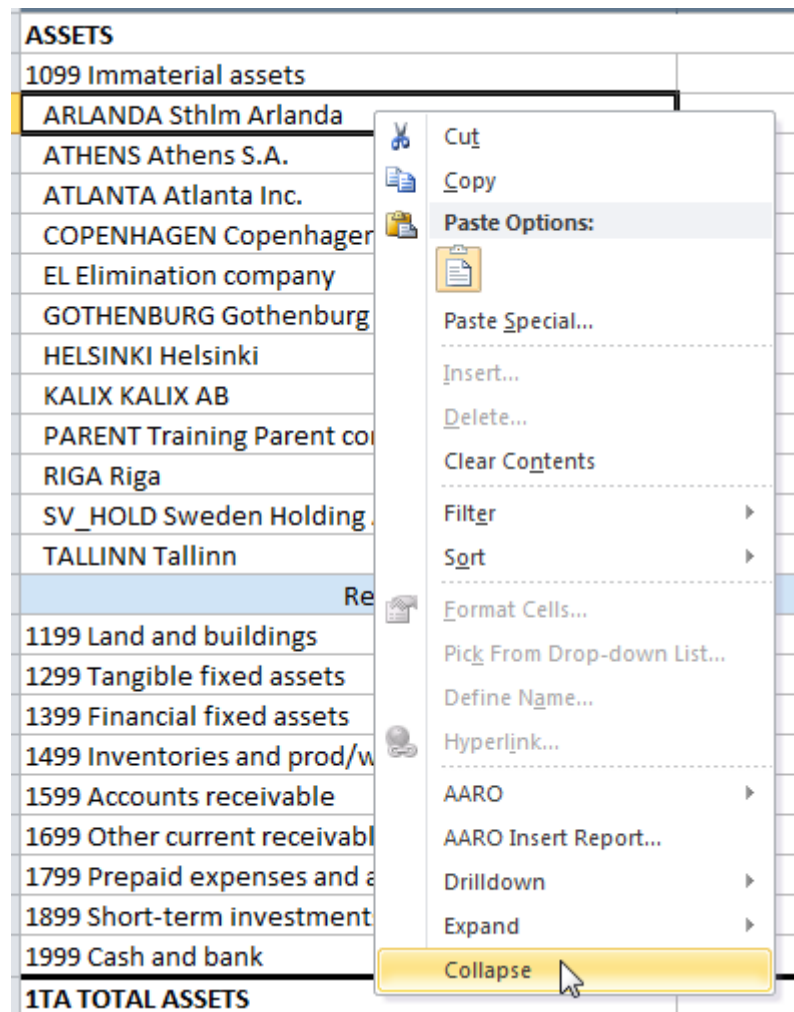 ASSETS
1099 Immaterial assets
ARLANDA Sthlm Arlanda
ATHENS Athens S.A.
ATLANTA Atlanta Inc.
COPENHAGEN Copenhagen
EL Elimination company
GOTHENBURG Gothenburg
HELSINKI Helsinki
KALIX KALIX AB
PARENT Training Parent
RIGA Riga
SV_HOLD Sweden Holding
TALLINN Tallinn
Re
1199 Land and buildings
1299 Tangible fixed assets
1399 Financial fixed assets
1499 Inventories and prod/w
1599 Accounts receivable
1699 Other current receivabl
1799 Prepaid expenses and a
1899 Short-term investment
1999 Cash and bank
1TA TOTAL ASSETS
Cut
Copy
Paste Options:
Paste Special...
Insert...
Delete...
Clear Contents
Filter
Sort
Format Cells...
Pick From Drop-down List...
Define Name...
Hyperlink...
AARO
AARO Insert Report...
Drilldown
Expand
Collapse